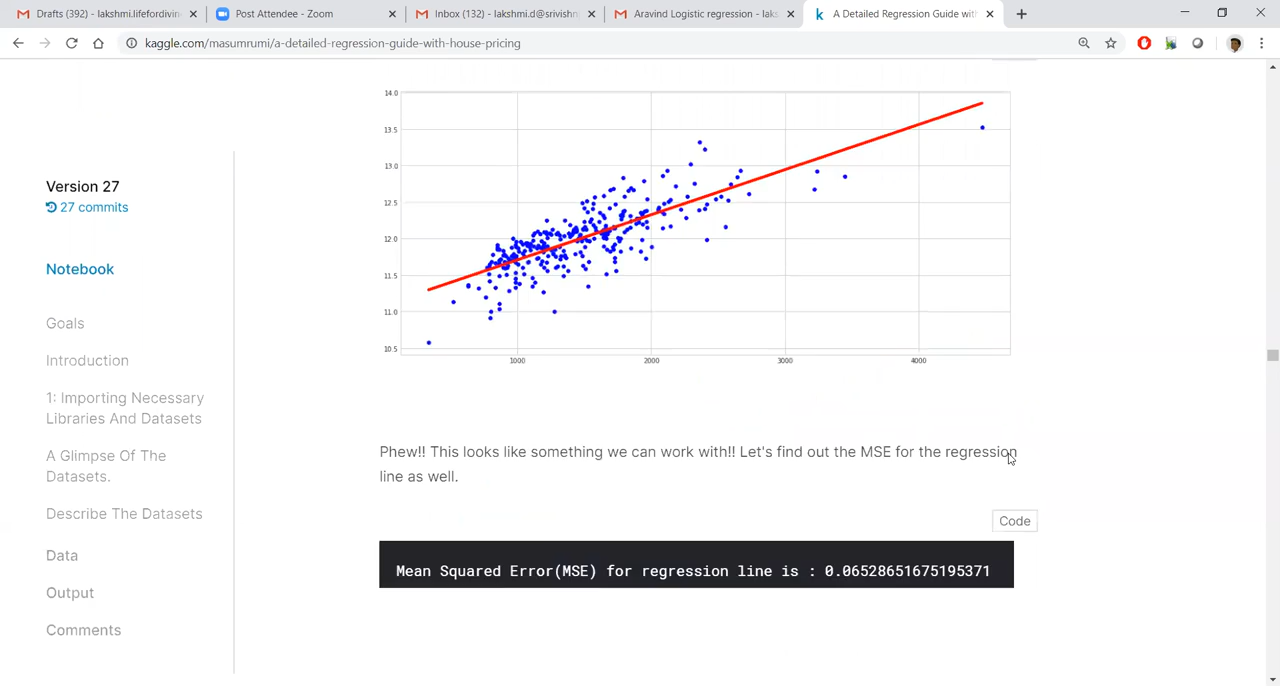 Drafts (392) - lakshmi.lifefordivin
Post Attendee - Zoom
Inbox (132) - lakshmi.d@srivishn
Aravind Logistic regression - laks
k A Detailed Regression Guide with
kaggle.com/masumrumi/a-detailed-regression-guide-with-house-pricing
Version 27
27 commits
Notebook
Goals
Introduction
1: Importing Necessary
Libraries And Datasets
A Glimpse Of The
Datasets.
Describe The Datasets
Data
Output
Comments
14.0
13.5
13.0
12.5
12.0
11.5
11.0
10.5
1000 2000 3000 4000
Phew!! This looks like something we can work with!! Let's find out the MSE for the regression
line as well.
Code
Mean Squared Error(MSE) for regression line is : 0.06528651675195371